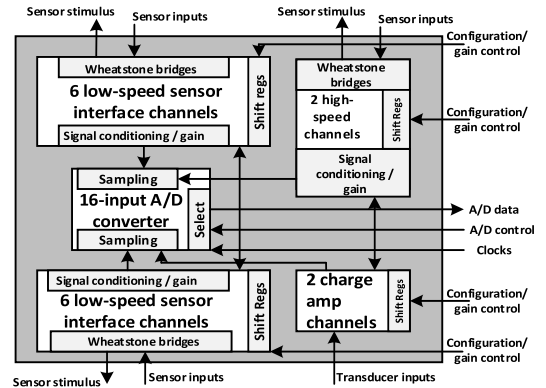 Sensor stimulus
Sensor inputs
Sensor stimulus
Sensor inputs
Configuration/
gain control
Wheatstone bridges
6 low-speed sensor
interface channels
Shift regs
Signal conditioning / gain
Wheatstone
bridges
2 high-
speed
channels
Shift Regs
Signal
conditioning /
gain
Configuration/
gain control
Sampling
16-input A/D
converter
Select
Sampling
A/D data
A/D control
Clocks
Signal conditioning / gain
6 low-speed sensor
interface channels
Shift Regs
Wheatstone bridges
2 charge
amp
channels
Shift Regs
Configuration/
gain control
Configuration/
gain control
Sensor stimulus
Sensor inputs
Transducer inputs